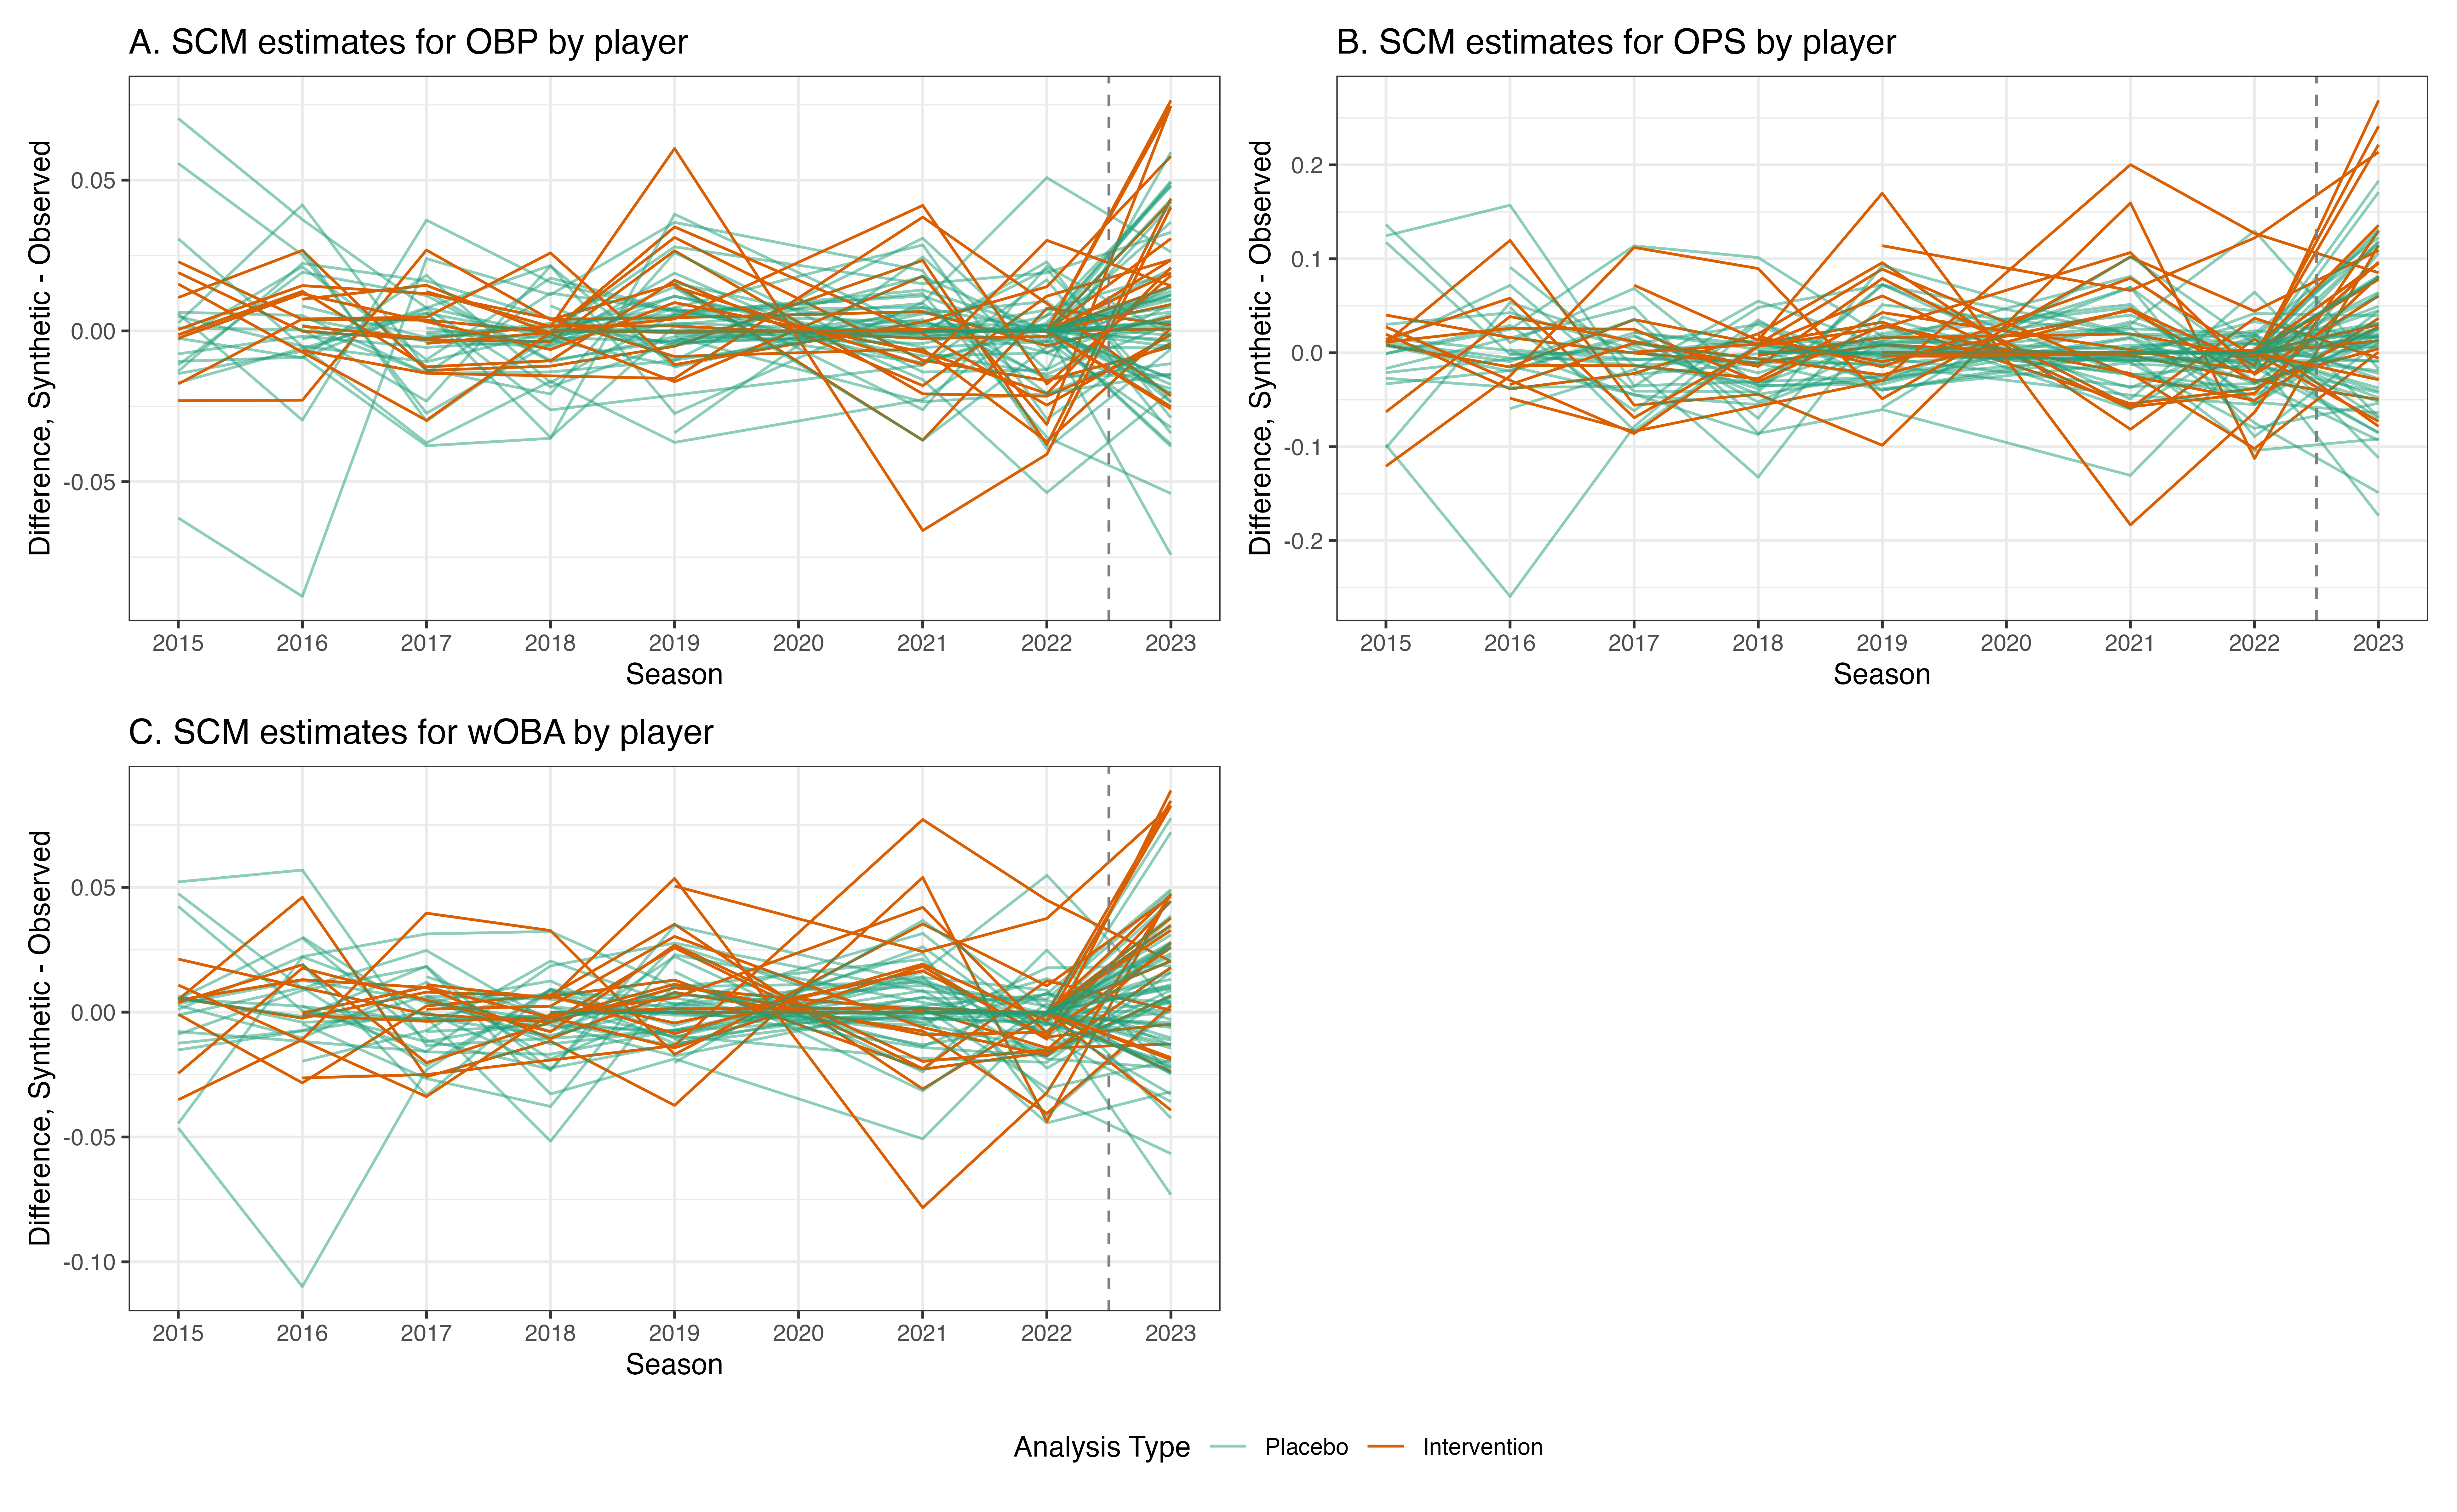 A. SCM estimates for OBP by player
Difference, Synthetic - Observed
0.05
0.00
-0.05
2015 2016 2017 2018 2019 2020 2021 2022 2023
Season
B. SCM estimates for OPS by player
Difference, Synthetic - Observed
0.2
0.1
0.0
-0.1
-0.2
2015 2016 2017 2018 2019 2020 2021 2022 2023
Season
C. SCM estimates for wOBA by player
Difference, Synthetic - Observed
0.05
0.00
-0.05
-0.10
2015 2016 2017 2018 2019 2020 2021 2022 2023
Season
Analysis Type Placebo Intervention